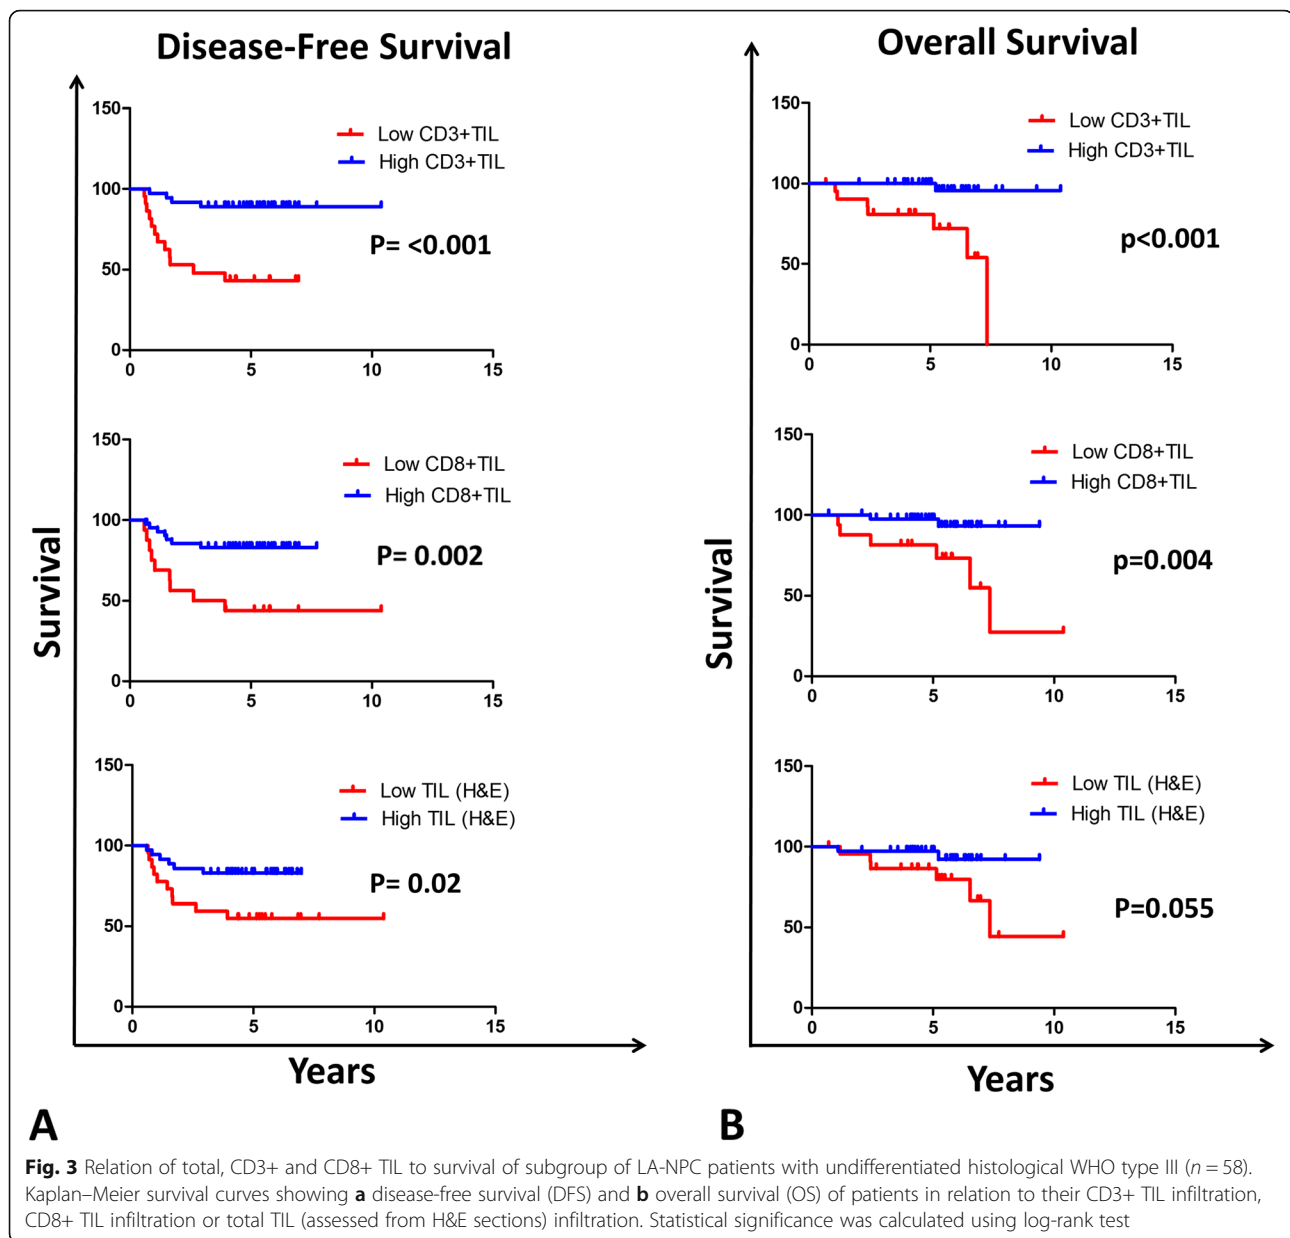 Disease-Free Survival
150
100
50
0
0 5 10 15
Low CD3+TIL
High CD3+TIL
P= <0.001
150
100
50
0
0 5 10 15
Low CD8+TIL
High CD8+TIL
P= 0.002
150
100
50
0
0 5 10 15
Low TIL (H&E)
High TIL (H&E)
P= 0.02
Survival
Years
A
Overall Survival
150
100
50
0
0 5 10 15
Low CD3+TIL
High CD3+TIL
p<0.001
150
100
50
0
0 5 10 15
Low CD8+TIL
High CD8+TIL
p=0.004
150
100
50
0
0 5 10 15
Low TIL (H&E)
High TIL (H&E)
P=0.055
Survival
Years
B
Fig. 3 Relation of total, CD3+ and CD8+ TIL to survival of subgroup of LA-NPC patients with undifferentiated histological WHO type III (n = 58).
Kaplan–Meier survival curves showing a disease-free survival (DFS) and b overall survival (OS) of patients in relation to their CD3+ TIL infiltration,
CD8+ TIL infiltration or total TIL (assessed from H&E sections) infiltration. Statistical significance was calculated using log-rank test